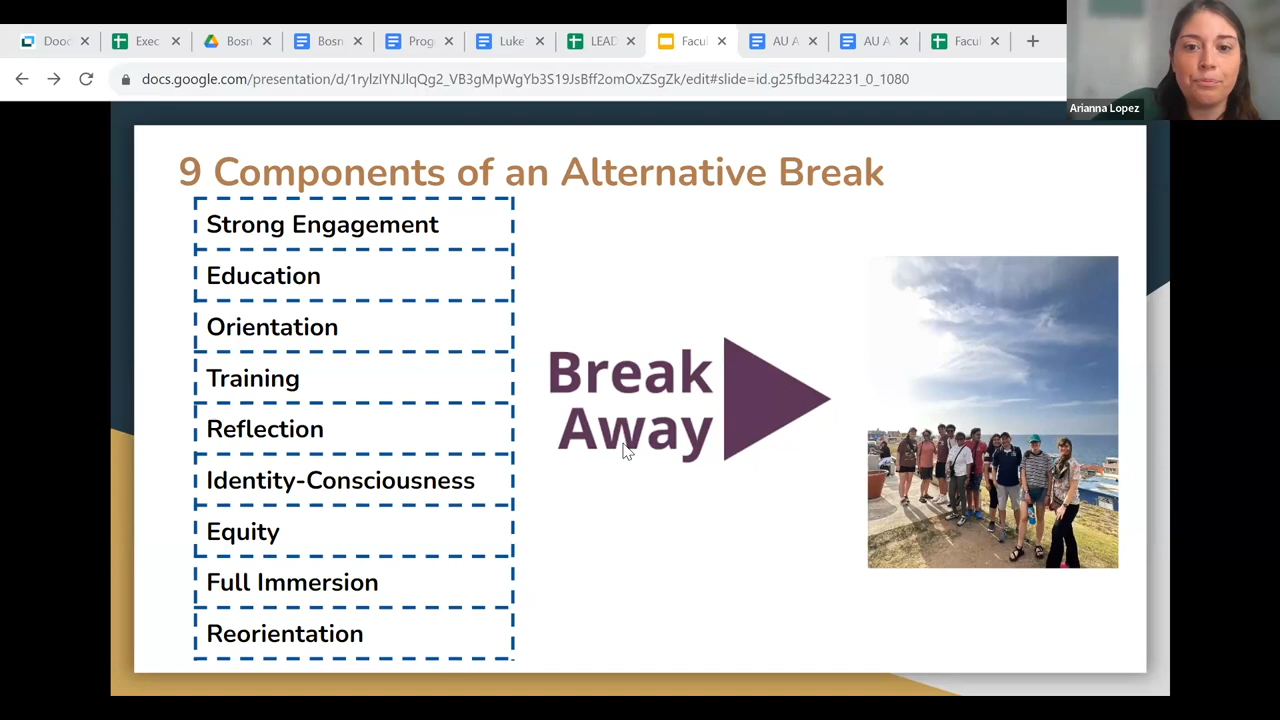 Dooc
Exec
Bosn
Bosn
Prog
Luke
LEAD
Facul
AU A
AU A
Facul
docs.google.com/presentation/d/1rylzIYNJIqQg2_VB3gMpWgYb3S19JsBff2omOxZSgZk/edit#slide=id.g25fbd342231_0_1080
Arianna Lopez
9 Components of an Alternative Break
Strong Engagement
Education
Orientation
Training
Reflection
Identity-Consciousness
Equity
Full Immersion
Reorientation
Break
Away